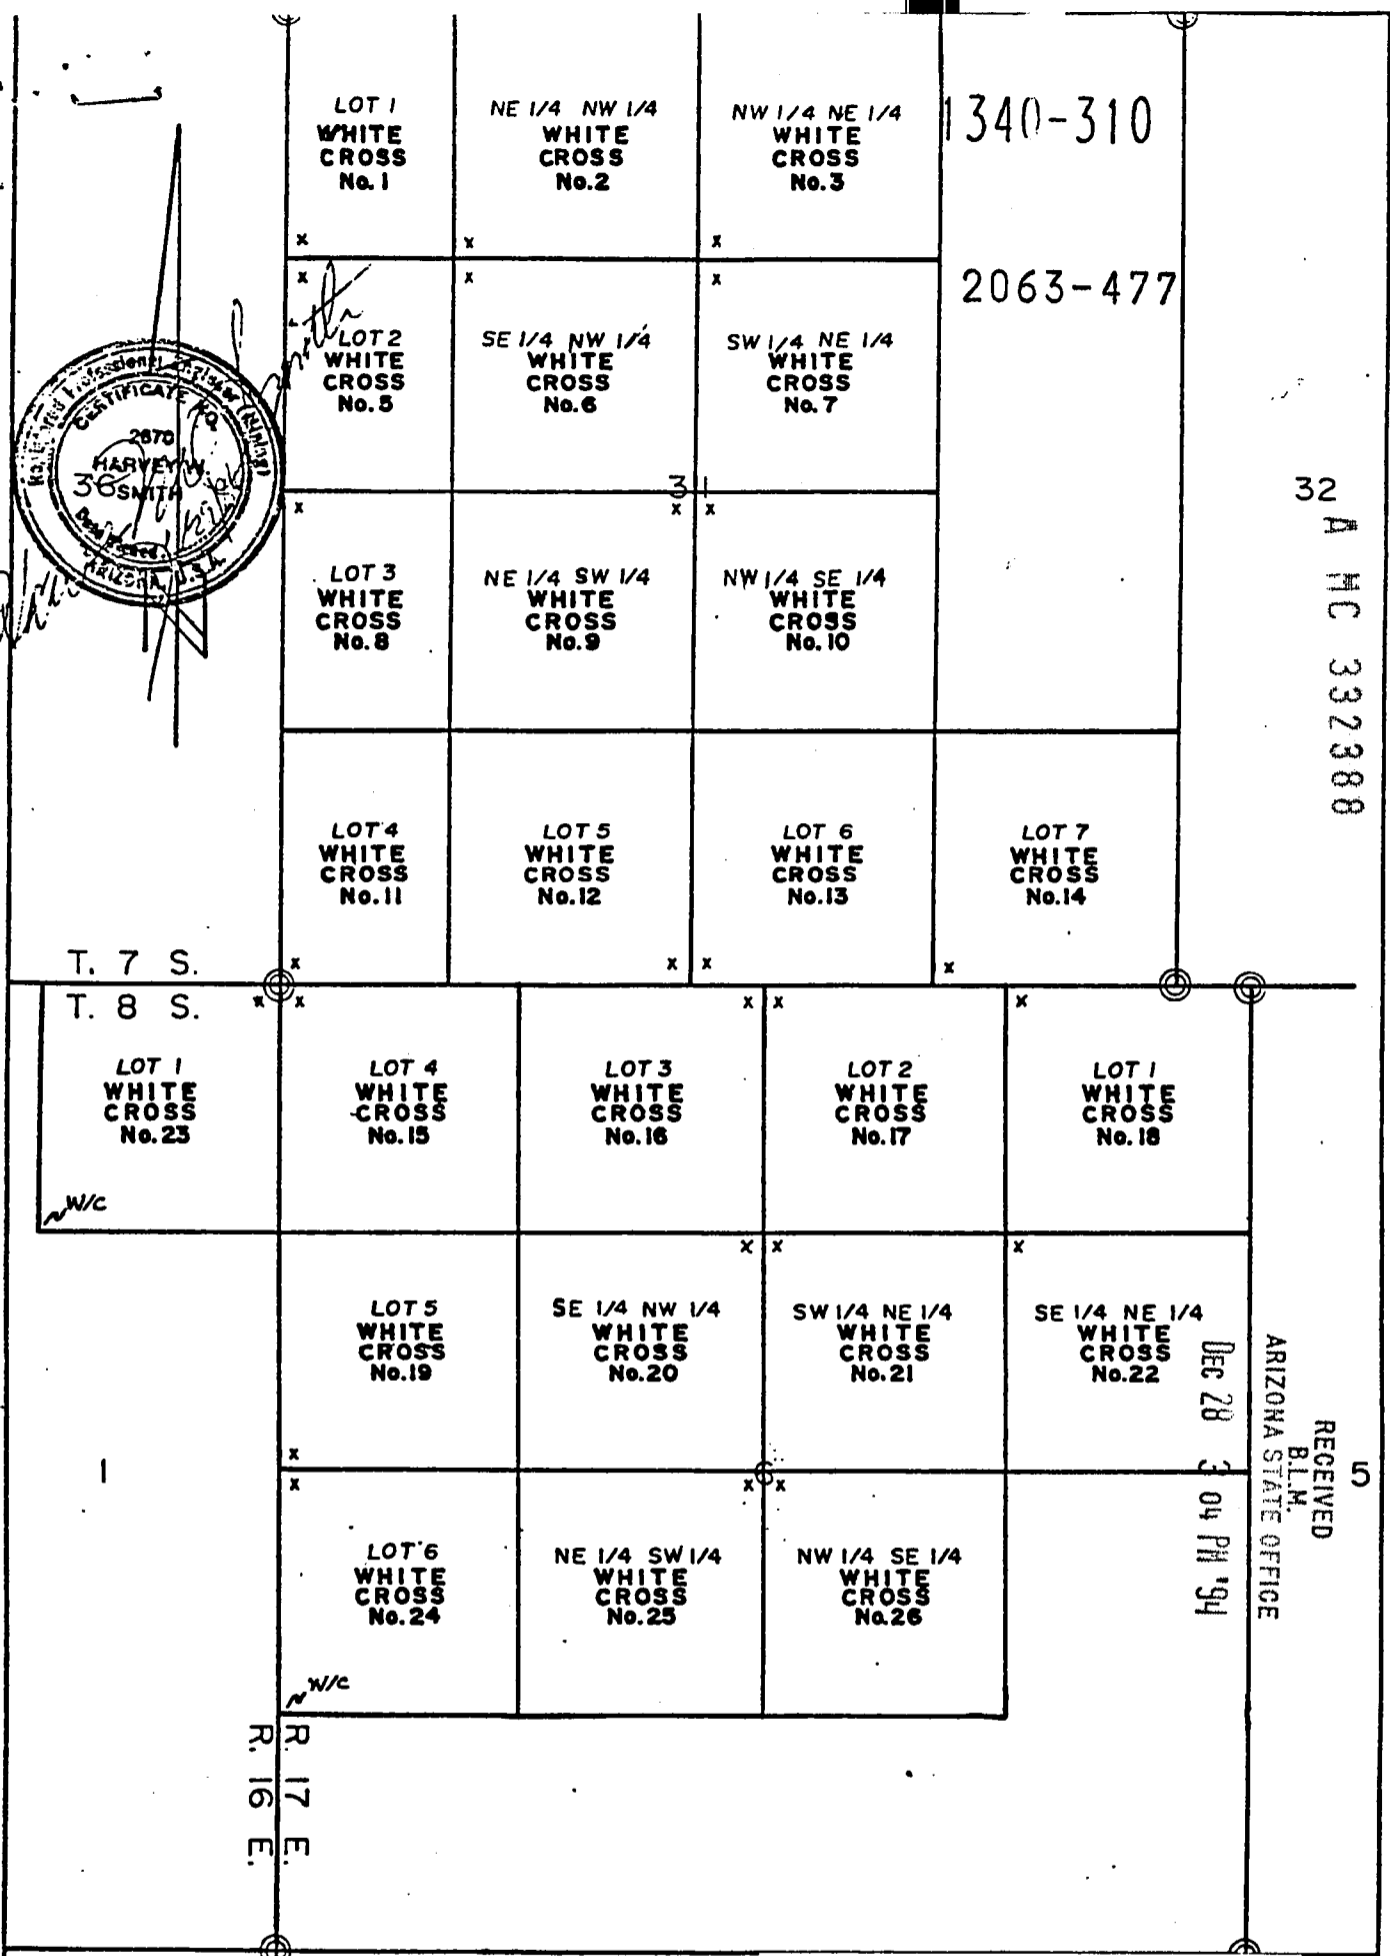 LOT 1
WHITE
CROSS
No. 1
NE 1/4 NW 1/4
WHITE
CROSS
No. 2
NW 1/4 NE 1/4
WHITE
CROSS
No. 3
1340-310
x
x
x
x
x
x
2063-477
LOT 2
WHITE
CROSS
No. 5
SE 1/4 NW 1/4
WHITE
CROSS
No. 6
SW 1/4 NE 1/4
WHITE
CROSS
No. 7
Registered Professional Engineer (Mining)
CERTIFICATE NO.
2670
HARVEY W.
SMITH
ARIZONA, U.S.A.
36
N
31
32
x
x
x
A MC 332388
LOT 3
WHITE
CROSS
No. 8
NE 1/4 SW 1/4
WHITE
CROSS
No. 9
NW 1/4 SE 1/4
WHITE
CROSS
No. 10
LOT 4
WHITE
CROSS
No. 11
LOT 5
WHITE
CROSS
No. 12
LOT 6
WHITE
CROSS
No. 13
LOT 7
WHITE
CROSS
No. 14
T. 7 S.
x
x
x
x
T. 8 S.
x
x
x
x
x
LOT 1
WHITE
CROSS
No. 23
LOT 4
WHITE
CROSS
No. 15
LOT 3
WHITE
CROSS
No. 16
LOT 2
WHITE
CROSS
No. 17
LOT 1
WHITE
CROSS
No. 18
W/C
x
x
x
LOT 5
WHITE
CROSS
No. 19
SE 1/4 NW 1/4
WHITE
CROSS
No. 20
SW 1/4 NE 1/4
WHITE
CROSS
No. 21
SE 1/4 NE 1/4
WHITE
CROSS
No. 22
RECEIVED
B.L.M.
ARIZONA STATE OFFICE
DEC 28 3 04 PM '94
1
x
6
5
x
x
x
LOT 6
WHITE
CROSS
No. 24
NE 1/4 SW 1/4
WHITE
CROSS
No. 25
NW 1/4 SE 1/4
WHITE
CROSS
No. 26
W/C
R. 17 E.
R. 16 E.